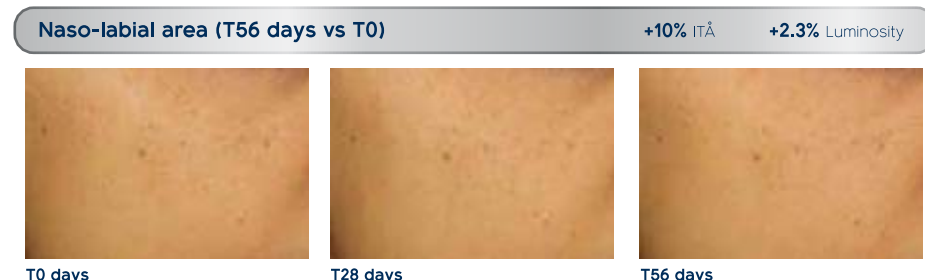 Naso-labial area (T56 days vs T0) +10% ITÅ +2.3% Luminosity
T0 days T28 days T56 days